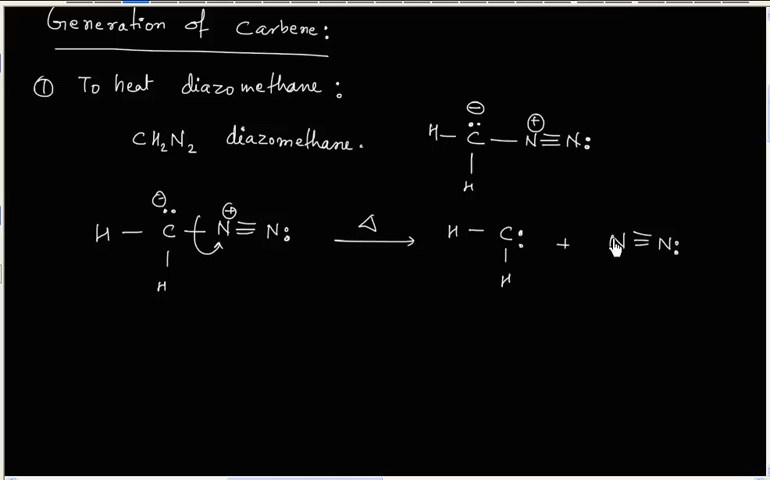 Generation of Carbene:
① To heat diazomethane:
CH₂N₂ diazomethane.
H—C̈⊖—N⊕≡N:
H
H—C̈⊖—N⊕≡N: Δ→ H—C: + N≡N:
H H